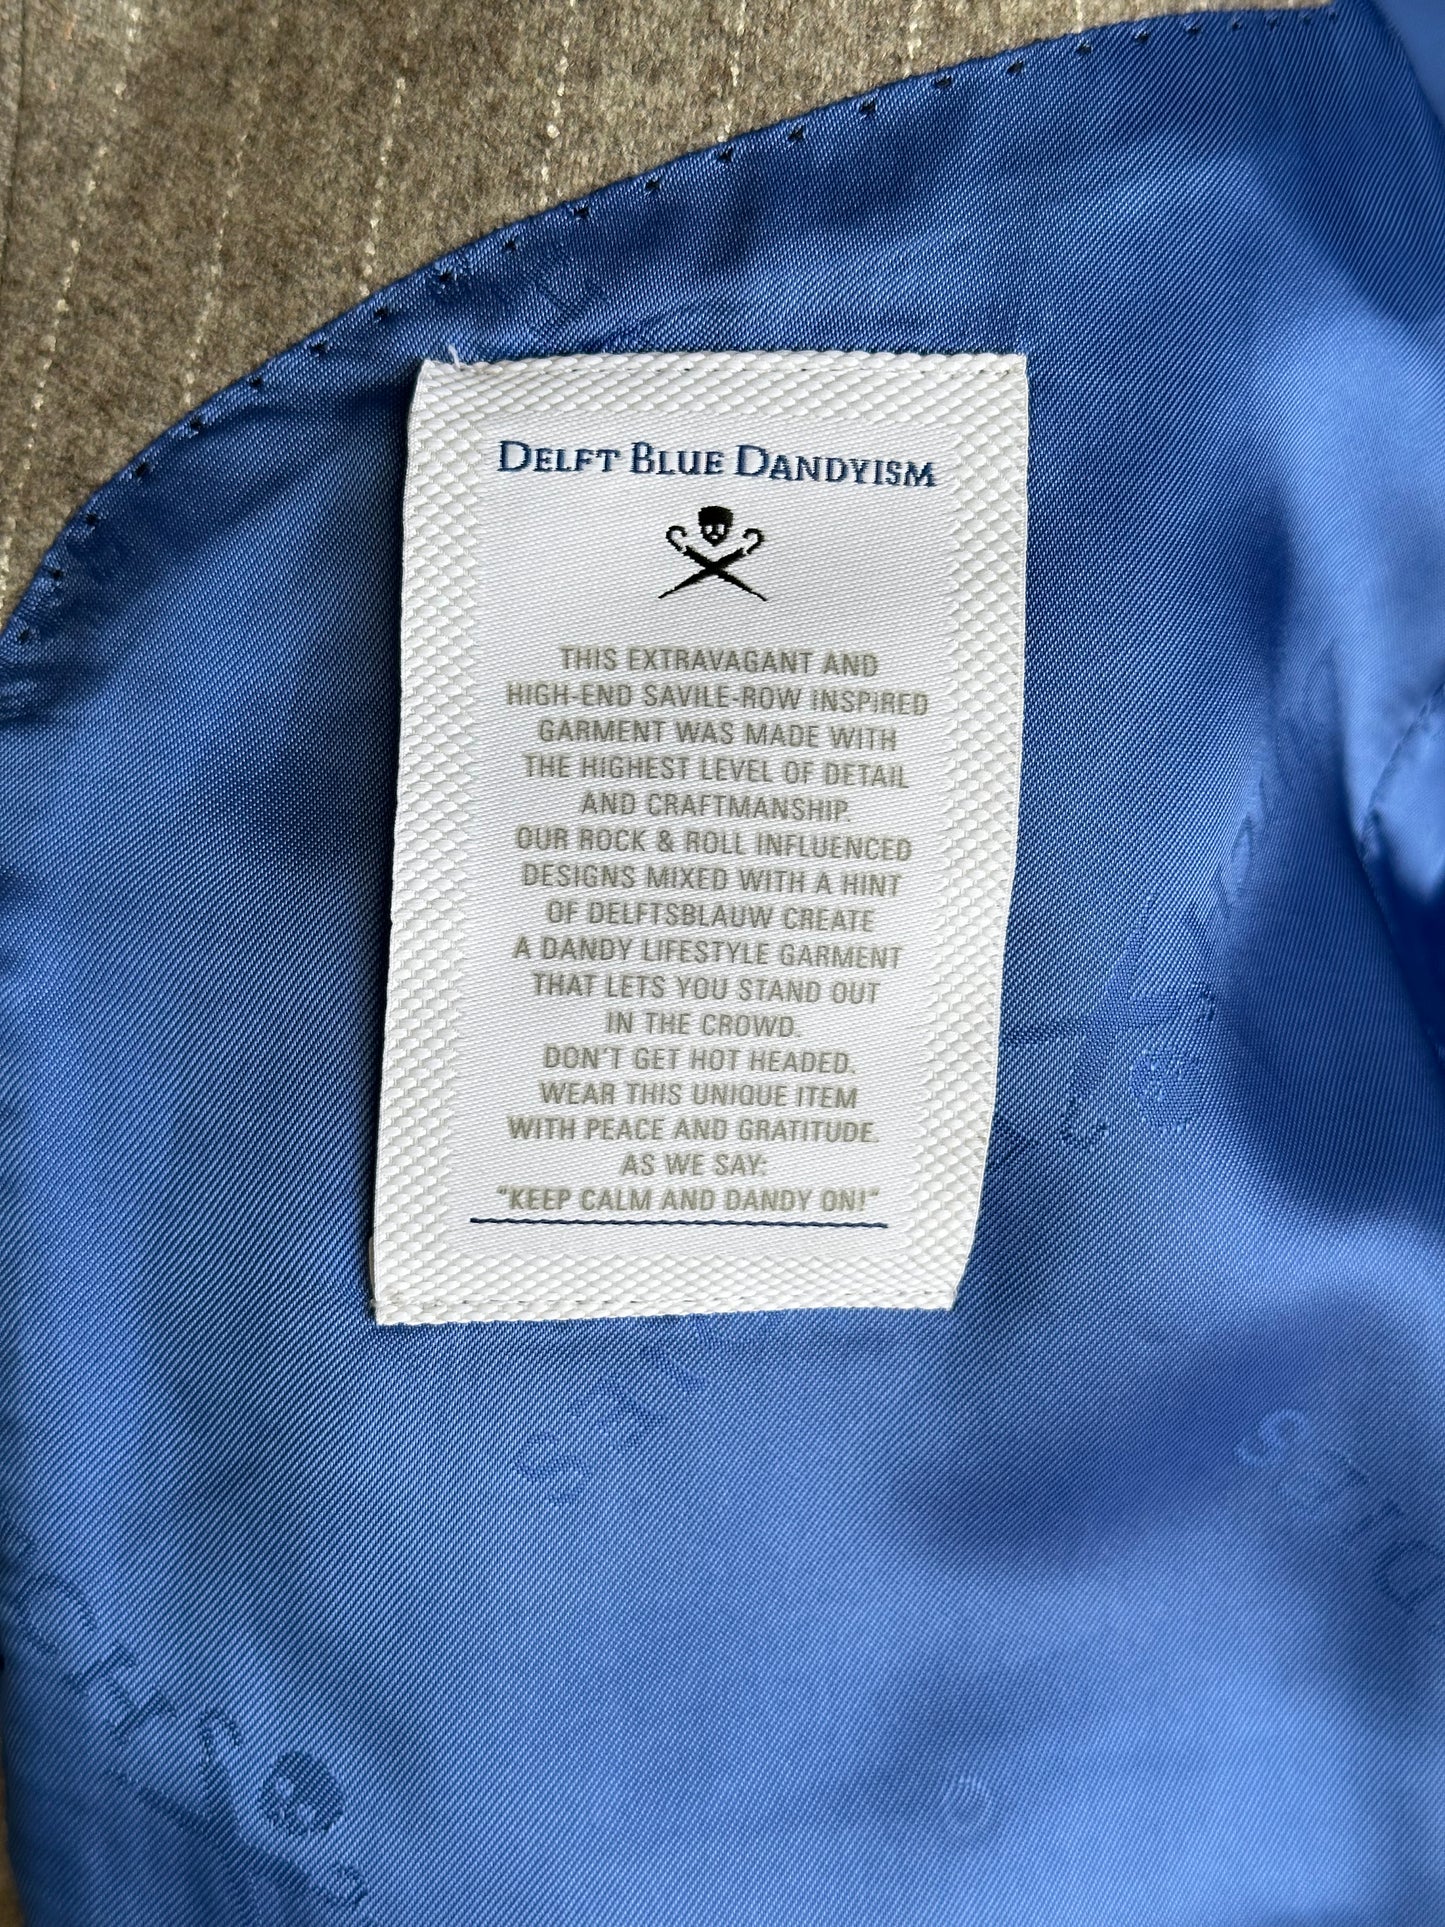 DELFT BLUE DANDYISM
THIS EXTRAVAGANT AND
HIGH-END SAVILE-ROW INSPIRED
GARMENT WAS MADE WITH
THE HIGHEST LEVEL OF DETAIL
AND CRAFTMANSHIP.
OUR ROCK & ROLL INFLUENCED
DESIGNS MIXED WITH A HINT
OF DELFTSBLAUW CREATE
A DANDY LIFESTYLE GARMENT
THAT LETS YOU STAND OUT
IN THE CROWD.
DON'T GET HOT HEADED.
WEAR THIS UNIQUE ITEM
WITH PEACE AND GRATITUDE.
AS WE SAY:
"KEEP CALM AND DANDY ON!"